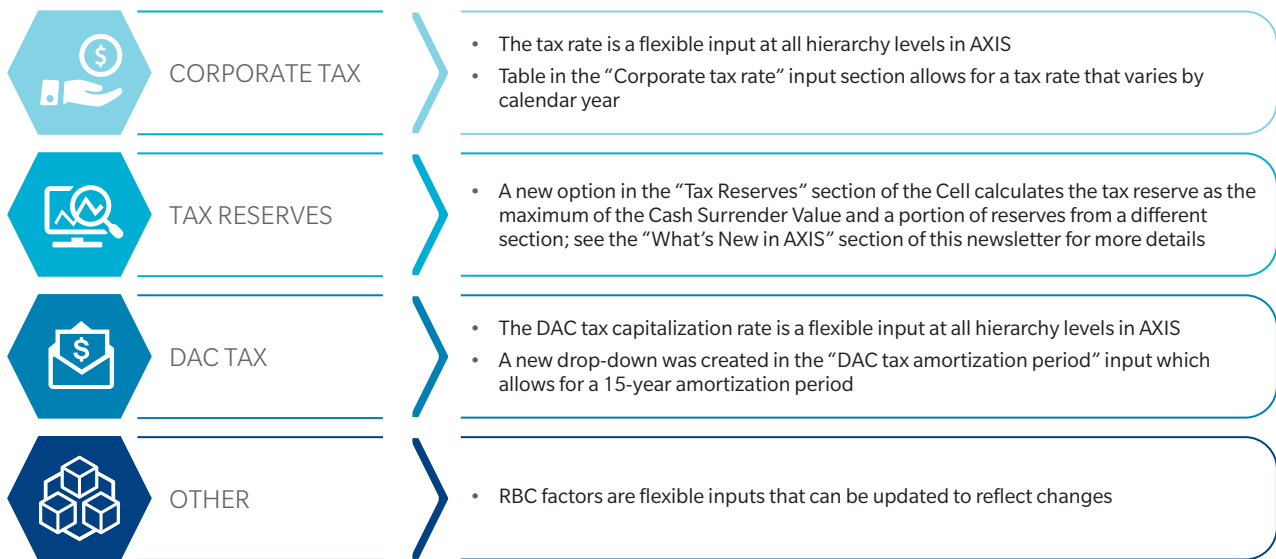 $
CORPORATE TAX
• The tax rate is a flexible input at all hierarchy levels in AXIS
• Table in the “Corporate tax rate” input section allows for a tax rate that varies by
calendar year
TAX RESERVES
• A new option in the “Tax Reserves” section of the Cell calculates the tax reserve as the
maximum of the Cash Surrender Value and a portion of reserves from a different
section; see the “What’s New in AXIS” section of this newsletter for more details
$
DAC TAX
• The DAC tax capitalization rate is a flexible input at all hierarchy levels in AXIS
• A new drop-down was created in the “DAC tax amortization period” input which
allows for a 15-year amortization period
OTHER
• RBC factors are flexible inputs that can be updated to reflect changes